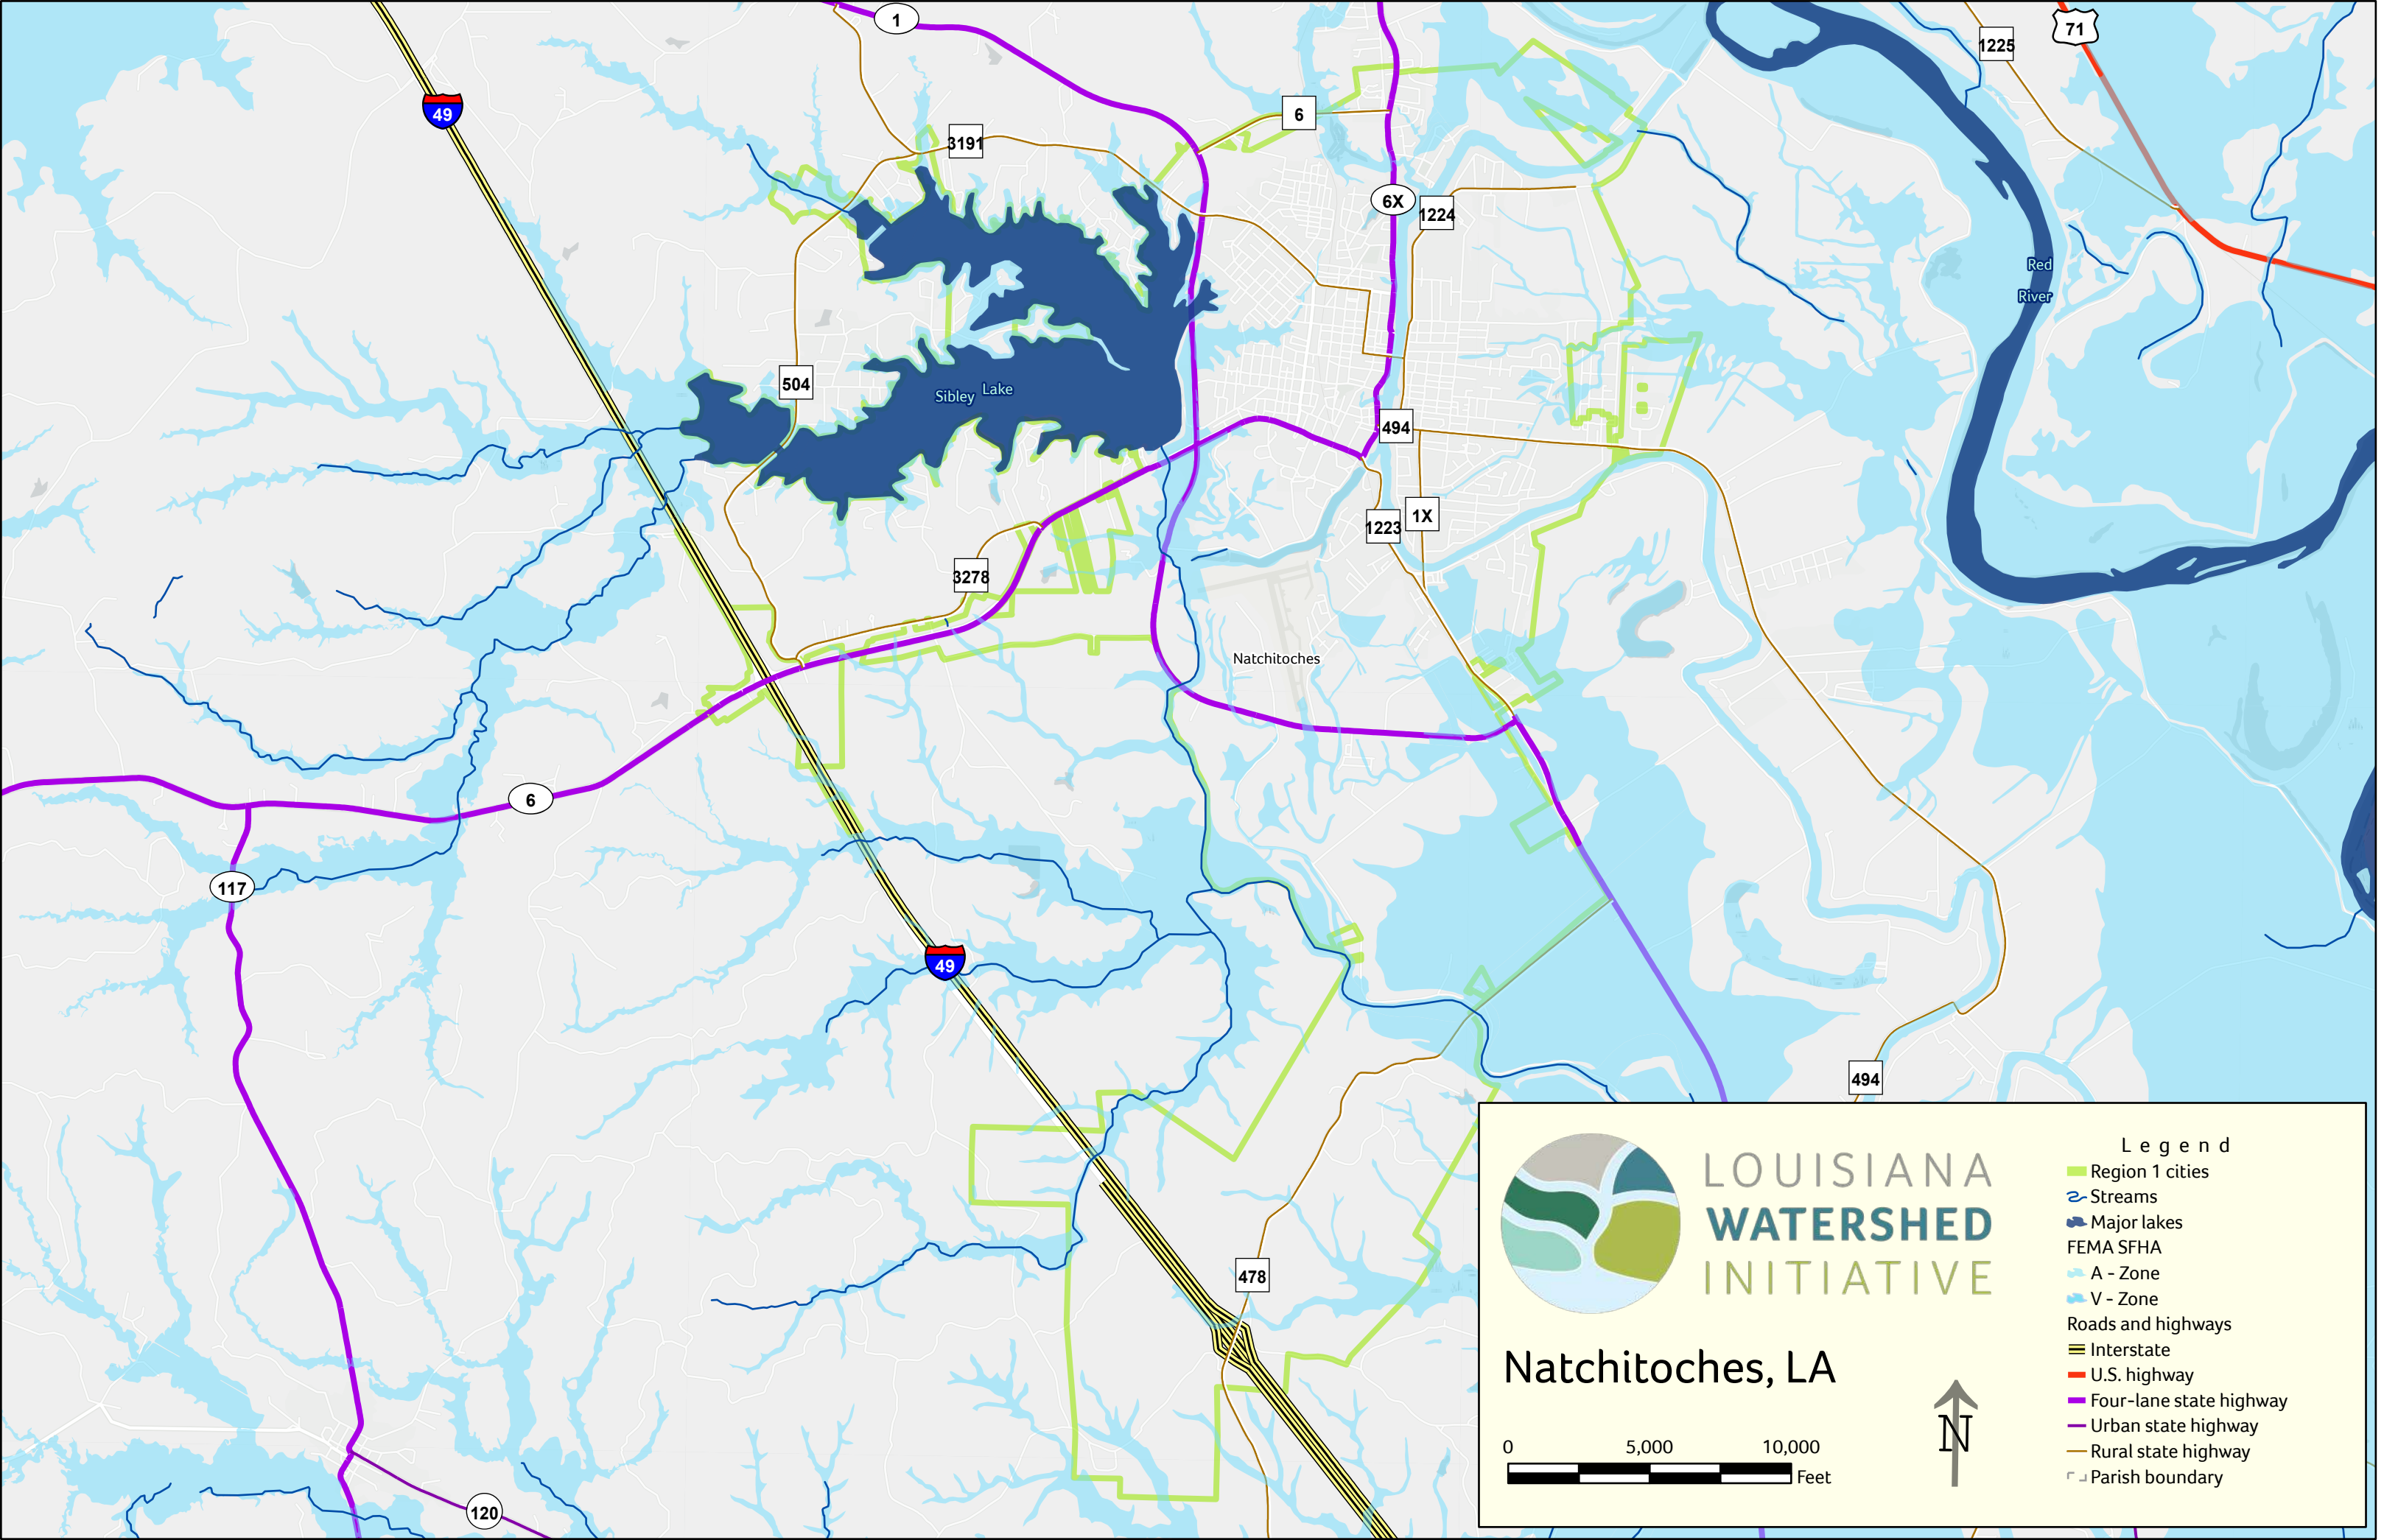 1
71
1225
49
6
3191
6X
1224
Red
River
504
Sibley Lake
494
1X
1223
3278
Natchitoches
6
117
49
494
478
120
LOUISIANA
WATERSHED
INITIATIVE
Natchitoches, LA
0 5,000 10,000
Feet
N
Legend
Region 1 cities
Streams
Major lakes
FEMA SFHA
A - Zone
V - Zone
Roads and highways
Interstate
U.S. highway
Four-lane state highway
Urban state highway
Rural state highway
Parish boundary